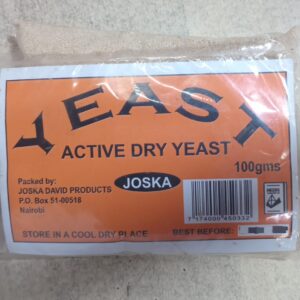 YEAST
ACTIVE DRY YEAST
100gms
Packed by:
JOSKA DAVID PRODUCTS
P.O. Box 51-00518
Nairobi
JOSKA
7174000450332
STORE IN A COOL DRY PLACE
BEST BEFORE: